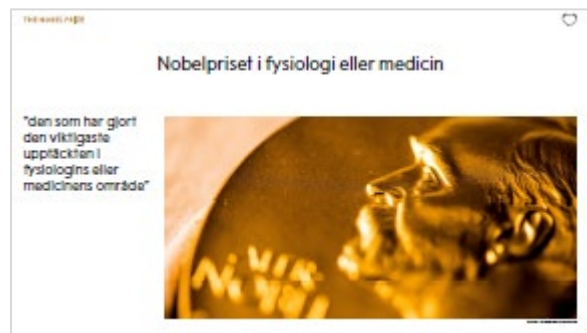 THE NOBEL PRIZE
Nobelpriset i fysiologi eller medicin
"den som har gjort
den viktigaste
upptäckten i
fysiologins eller
medicinens område"